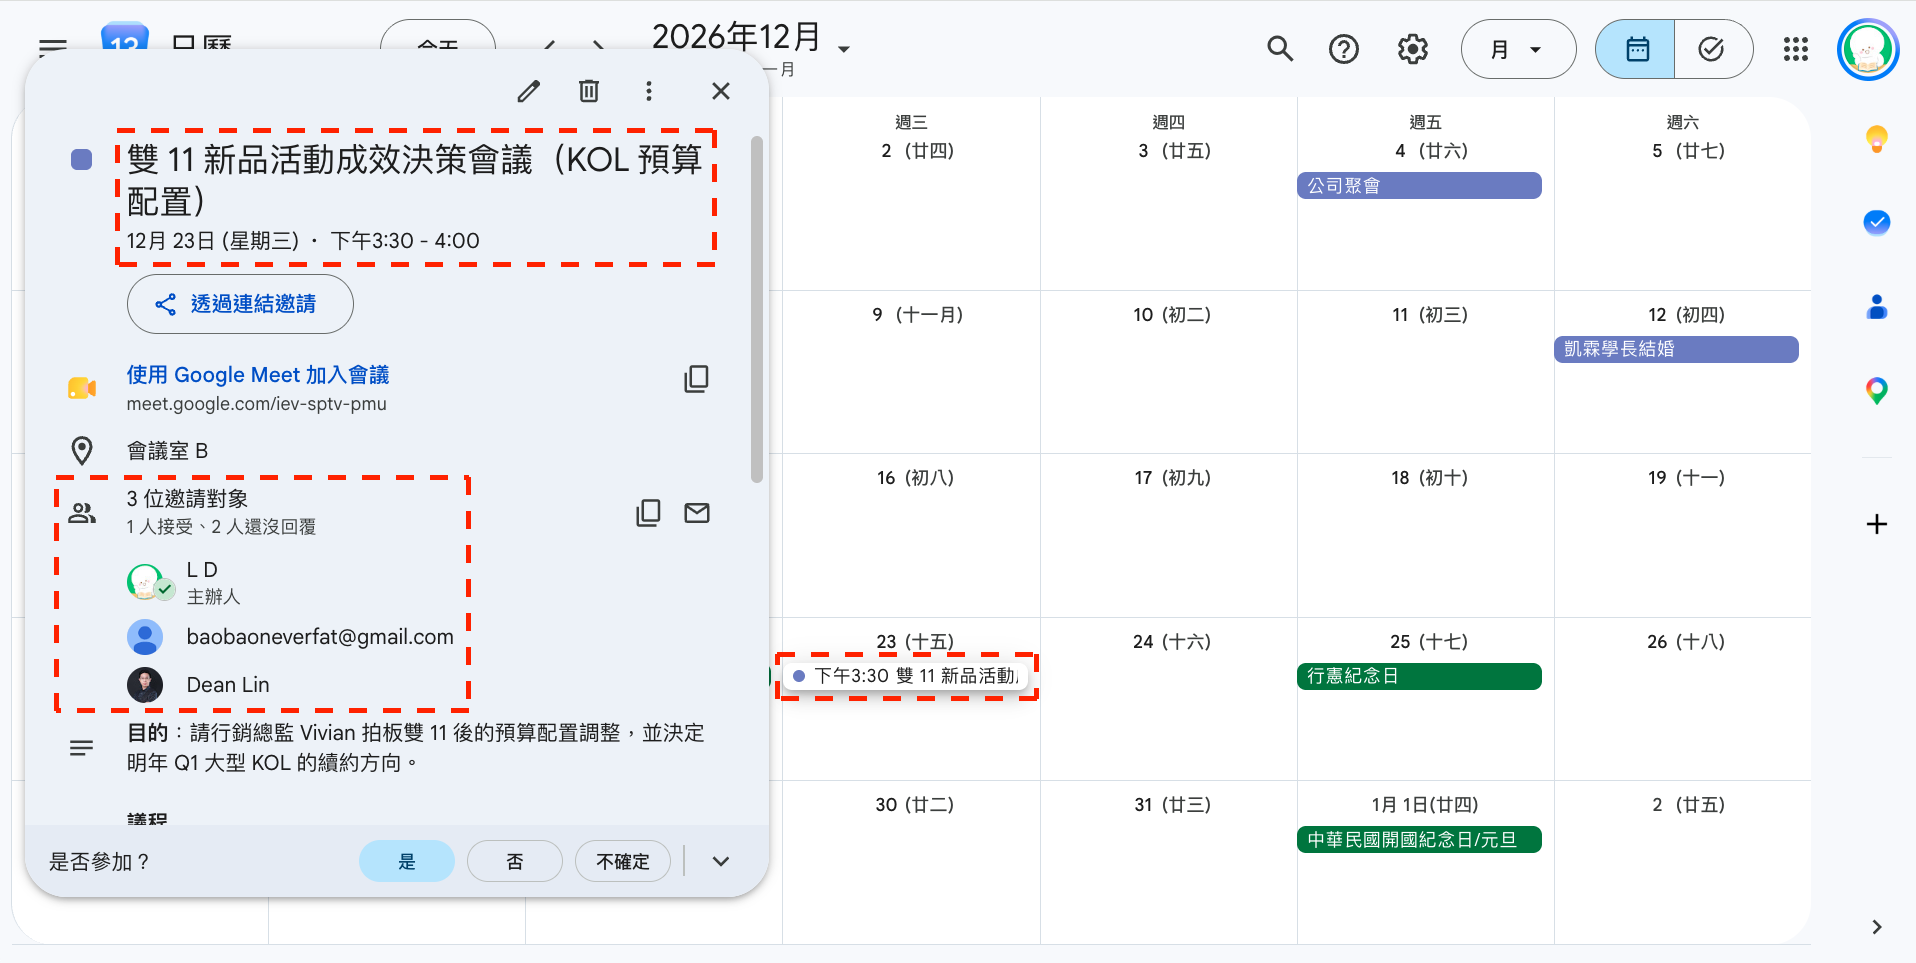 日曆
今天
2026年12月
一月
月
雙 11 新品活動成效決策會議（KOL 預算
配置）
12月 23日 (星期三) ・ 下午3:30 - 4:00
透過連結邀請
使用 Google Meet 加入會議
meet.google.com/iev-sptv-pmu
會議室 B
3 位邀請對象
1 人接受、2 人還沒回覆
L D
主辦人
baobaoneverfat@gmail.com
Dean Lin
目的：請行銷總監 Vivian 拍板雙 11 後的預算配置調整，並決定
明年 Q1 大型 KOL 的續約方向。
議程
是否參加？
是
否
不確定
週三
週四
週五
週六
2 (廿四)
3 (廿五)
4 (廿六)
5 (廿七)
公司聚會
9 (十一月)
10 (初二)
11 (初三)
12 (初四)
凱霖學長結婚
16 (初八)
17 (初九)
18 (初十)
19 (十一)
23 (十五)
24 (十六)
25 (十七)
26 (十八)
下午3:30 雙 11 新品活動
行憲紀念日
30 (廿二)
31 (廿三)
1月 1日(廿四)
2 (廿五)
中華民國開國紀念日/元旦